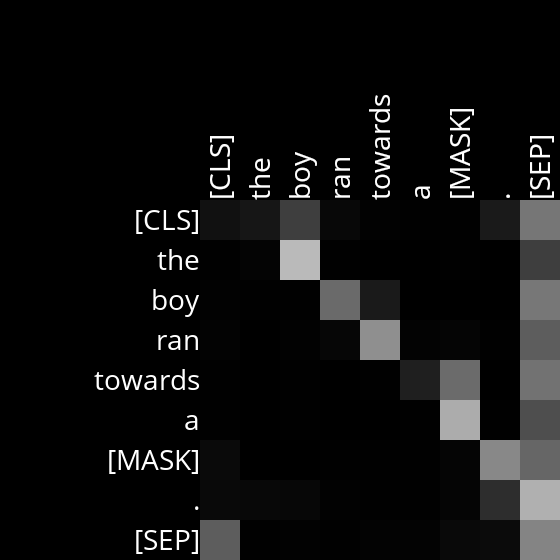 [CLS]
the
boy
ran
towards
a
[MASK]
.
[SEP]
[CLS]
the
boy
ran
towards
a
[MASK]
.
[SEP]